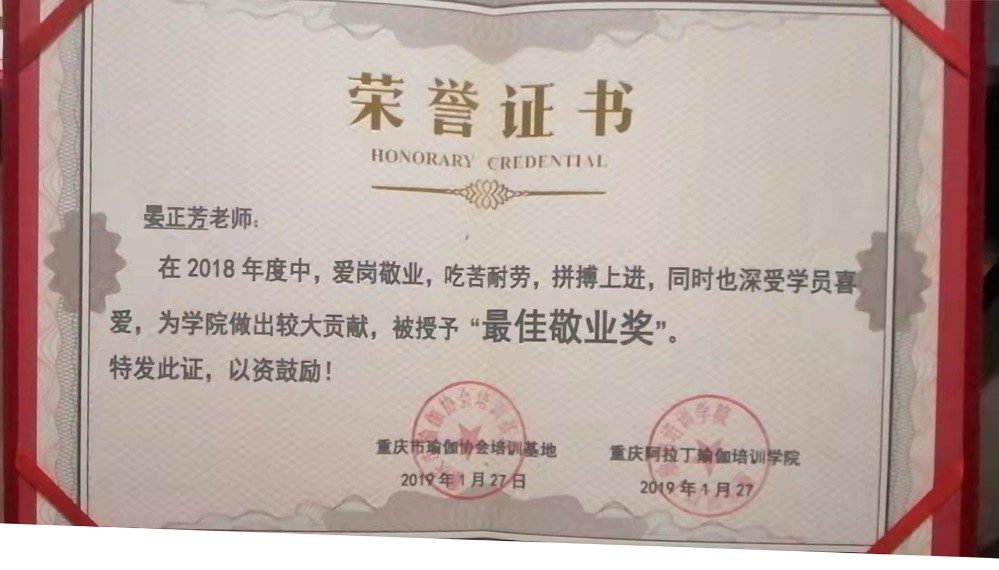 荣誉证书
HONORARY CREDENTIAL
晏正芳老师：
在 2018 年度中，爱岗敬业，吃苦耐劳，拼搏上进，同时也深受学员喜
爱，为学院做出较大贡献，被授予“最佳敬业奖”。
特发此证，以资鼓励！
重庆市瑜伽协会培训基地
2019 年 1 月 27 日
重庆阿拉丁瑜伽培训学院
2019 年 1 月 27